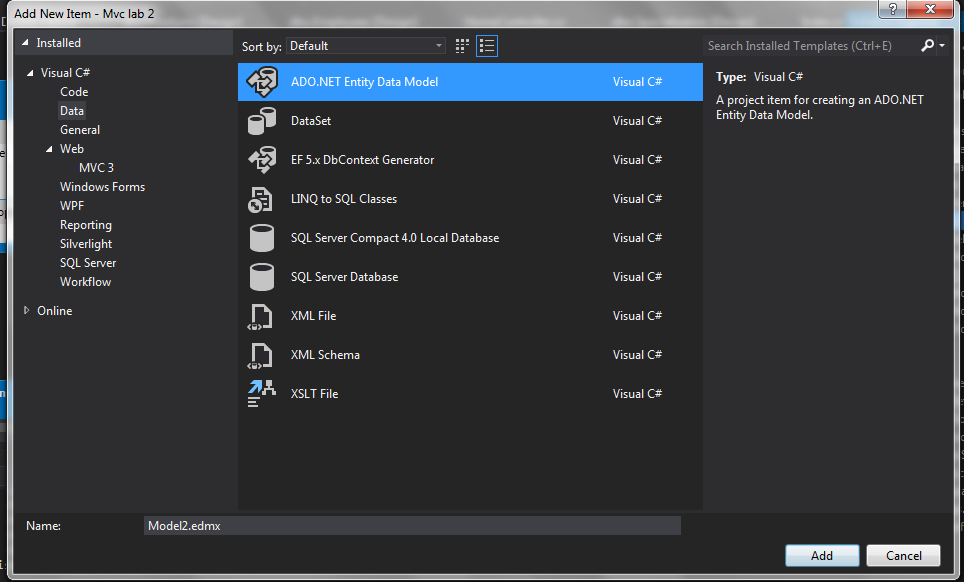 Add New Item - Mvc lab 2
?
Installed
Sort by: Default
Search Installed Templates (Ctrl+E)
Visual C#
Code
Data
General
Web
MVC 3
Windows Forms
WPF
Reporting
Silverlight
SQL Server
Workflow
Online
ADO.NET Entity Data Model Visual C#
DataSet Visual C#
EF 5.x DbContext Generator Visual C#
LINQ to SQL Classes Visual C#
SQL Server Compact 4.0 Local Database Visual C#
SQL Server Database Visual C#
XML File Visual C#
XML Schema Visual C#
XSLT File Visual C#
Type: Visual C#
A project item for creating an ADO.NET
Entity Data Model.
Name: Model2.edmx
Add Cancel